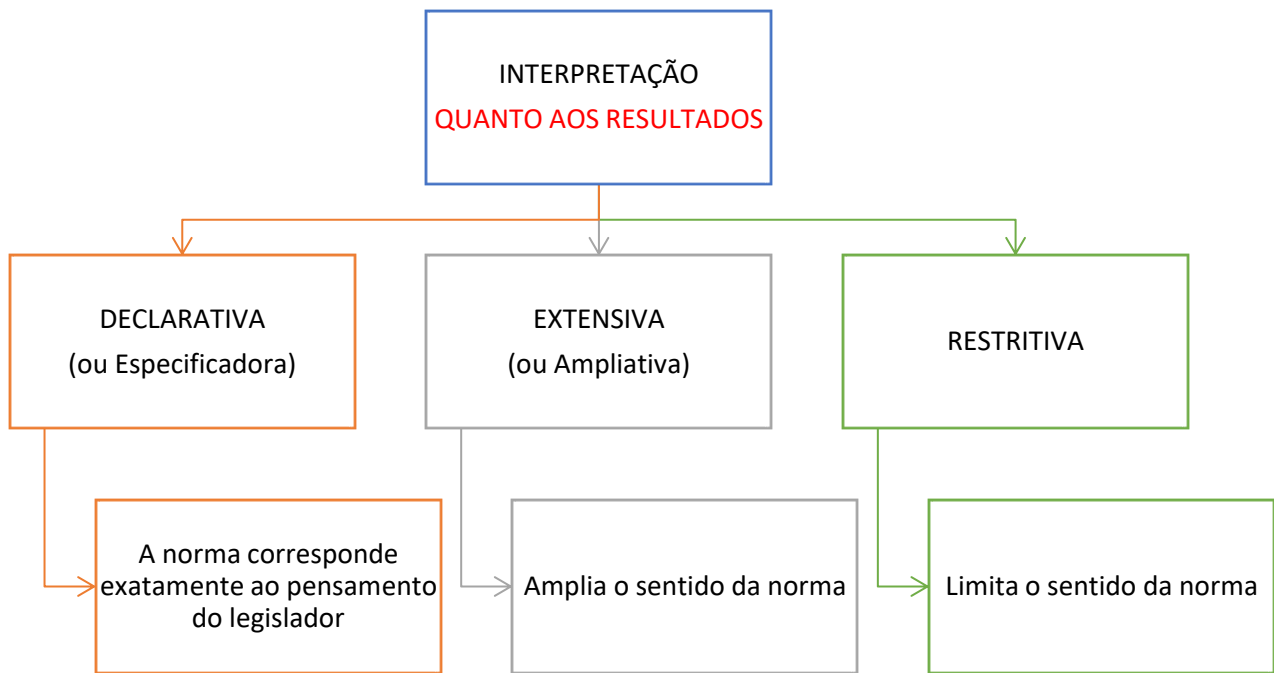 INTERPRETAÇÃO
QUANTO AOS RESULTADOS
DECLARATIVA
(ou Especificadora)
EXTENSIVA
(ou Ampliativa)
RESTRITIVA
A norma corresponde
exatamente ao pensamento
do legislador
Amplia o sentido da norma
Limita o sentido da norma